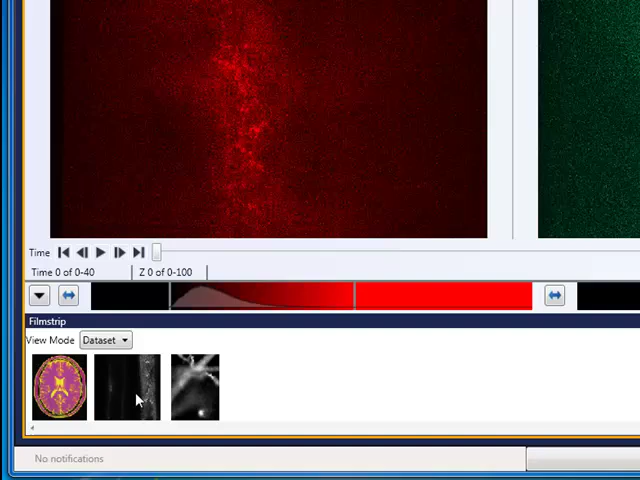 Time
Time 0 of 0-40 Z 0 of 0-100
Filmstrip
View Mode Dataset
No notifications